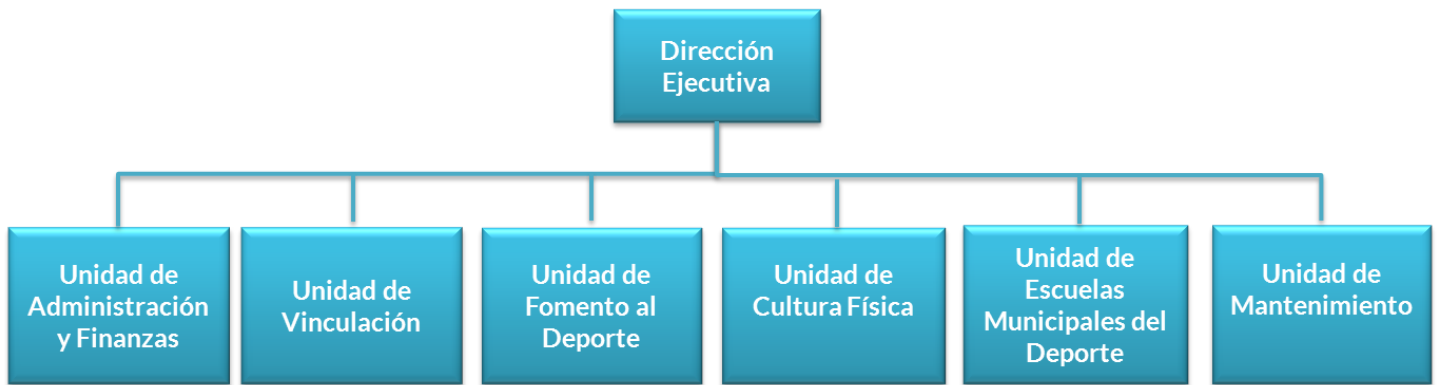 Dirección
Ejecutiva
Unidad de
Administración
y Finanzas
Unidad de
Vinculación
Unidad de
Fomento al
Deporte
Unidad de
Cultura Física
Unidad de
Escuelas
Municipales del
Deporte
Unidad de
Mantenimiento